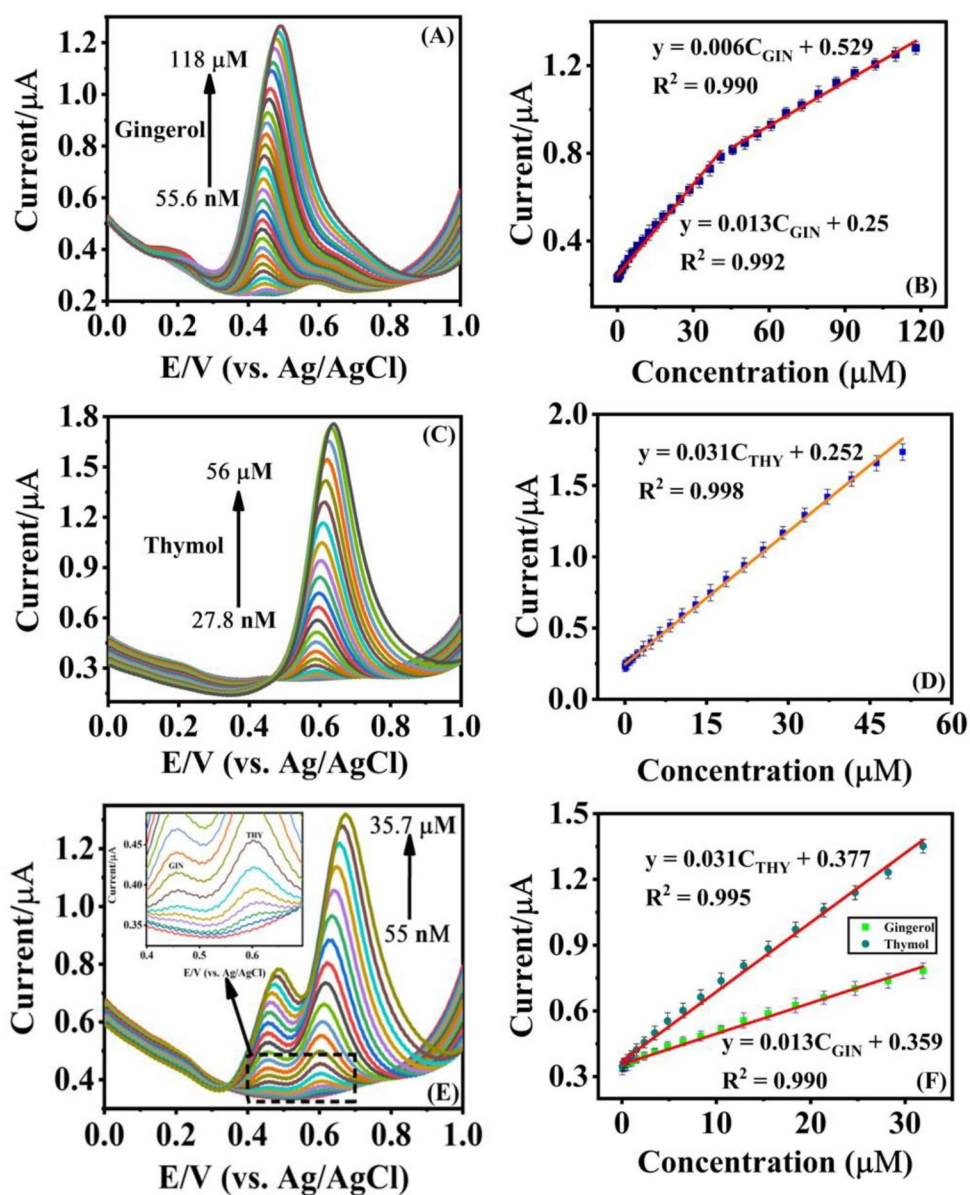 (A)
Current/μA
1.2
1.0
0.8
0.6
0.4
0.2
118 μM
Gingerol
55.6 nM
0.0 0.2 0.4 0.6 0.8 1.0
E/V (vs. Ag/AgCl)
(B)
Current/μA
1.2
0.8
0.4
y = 0.006C_GIN + 0.529
R² = 0.990
y = 0.013C_GIN + 0.25
R² = 0.992
0 30 60 90 120
Concentration (μM)
(C)
Current/μA
1.8
1.5
1.2
0.9
0.6
0.3
56 μM
Thymol
27.8 nM
0.0 0.2 0.4 0.6 0.8 1.0
E/V (vs. Ag/AgCl)
(D)
Current/μA
2.0
1.5
1.0
0.5
0.0
y = 0.031C_THY + 0.252
R² = 0.998
0 15 30 45 60
Concentration (μM)
(E)
Current/μA
1.2
1.0
0.8
0.6
0.4
35.7 μM
55 nM
Current/μA
0.45
0.40
0.35
GIN
THY
0.4 0.5 0.6
E/V (vs. Ag/AgCl)
0.0 0.2 0.4 0.6 0.8 1.0
E/V (vs. Ag/AgCl)
(F)
Current/μA
1.5
1.2
0.9
0.6
0.3
y = 0.031C_THY + 0.377
R² = 0.995
Gingerol
Thymol
y = 0.013C_GIN + 0.359
R² = 0.990
0 10 20 30
Concentration (μM)